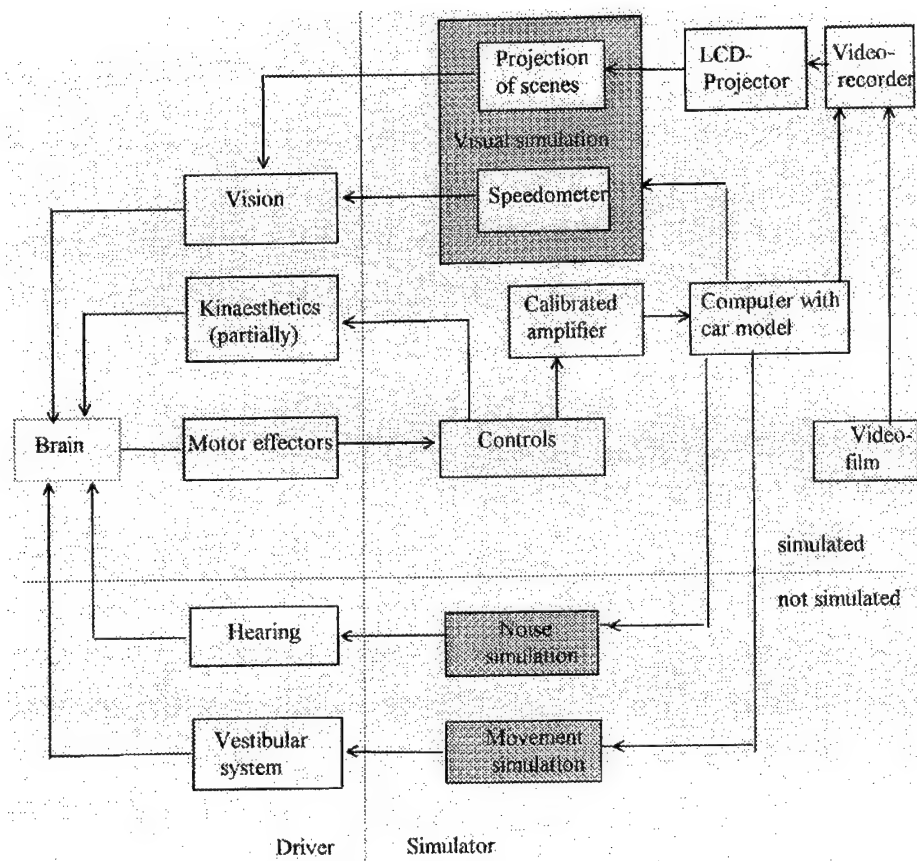 Projection
of scenes
LCD-
Projector
Video-
recorder
Visual simulation
Vision
Speedometer
Kinaesthetics
(partially)
Calibrated
amplifier
Computer with
car model
Brain
Motor effectors
Controls
Video-
film
simulated
not simulated
Hearing
Noise
simulation
Vestibular
system
Movement
simulation
Driver
Simulator